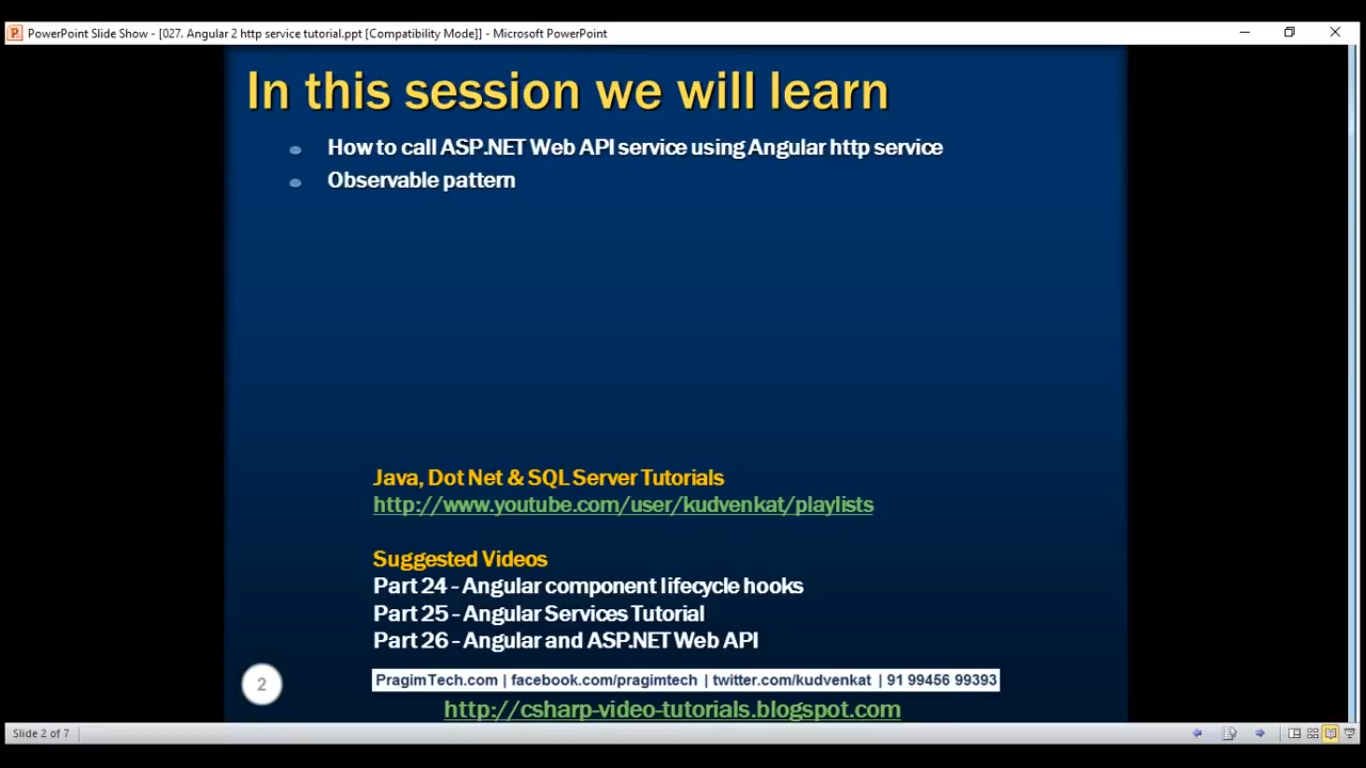 PowerPoint Slide Show - [027. Angular 2 http service tutorial.ppt [Compatibility Mode]] - Microsoft PowerPoint
In this session we will learn
How to call ASP.NET Web API service using Angular http service
Observable pattern
Java, Dot Net & SQL Server Tutorials
http://www.youtube.com/user/kudvenkat/playlists
Suggested Videos
Part 24 - Angular component lifecycle hooks
Part 25 - Angular Services Tutorial
Part 26 - Angular and ASP.NET Web API
2
PragimTech.com | facebook.com/pragimtech | twitter.com/kudvenkat | 91 99456 99393
http://csharp-video-tutorials.blogspot.com
Slide 2 of 7